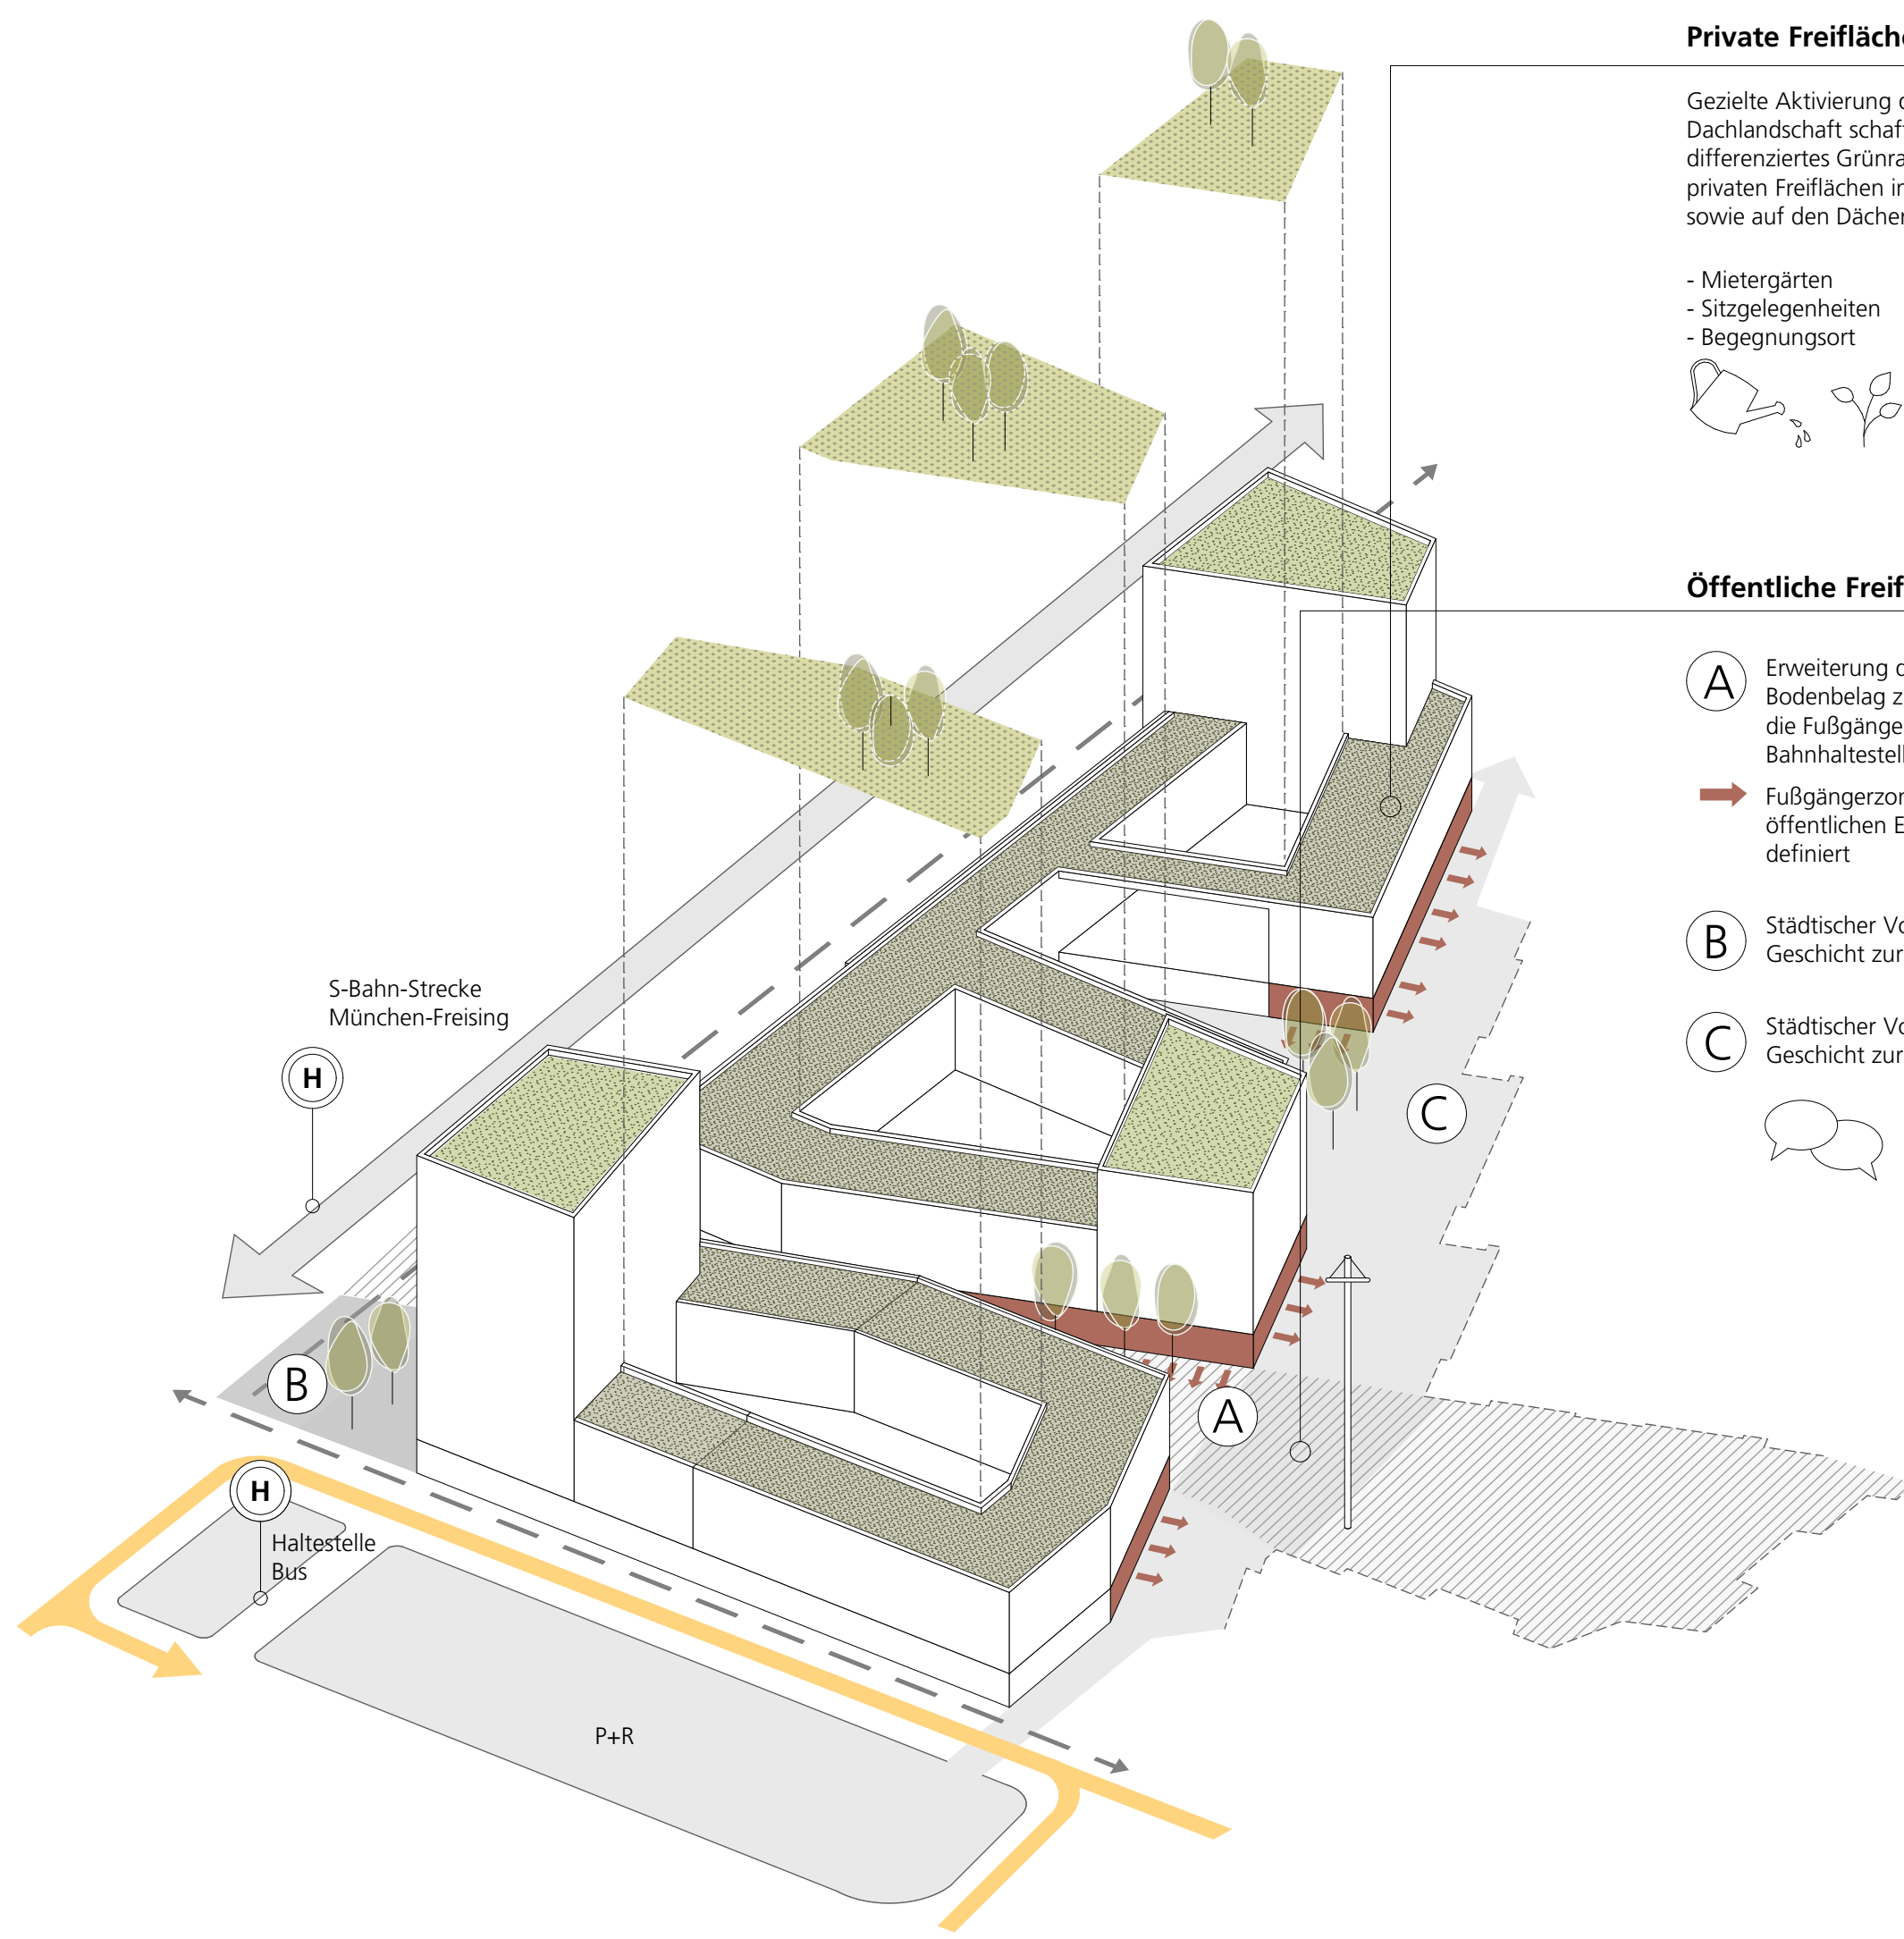 Private Freifläch
Gezielte Aktivierung
Dachlandschaft schaf
differenziertes Grünra
privaten Freiflächen in
sowie auf den Dächer
- Mietergärten
- Sitzgelegenheiten
- Begegnungsort
Öffentliche Freif
A
Erweiterung d
Bodenbelag z
die Fußgänge
Bahnhaltestell
Fußgängerzon
öffentlichen E
definiert
B
Städtischer Vo
Geschicht zur
C
Städtischer Vo
Geschicht zur
S-Bahn-Strecke
München-Freising
H
C
B
A
H
Haltestelle
Bus
P+R